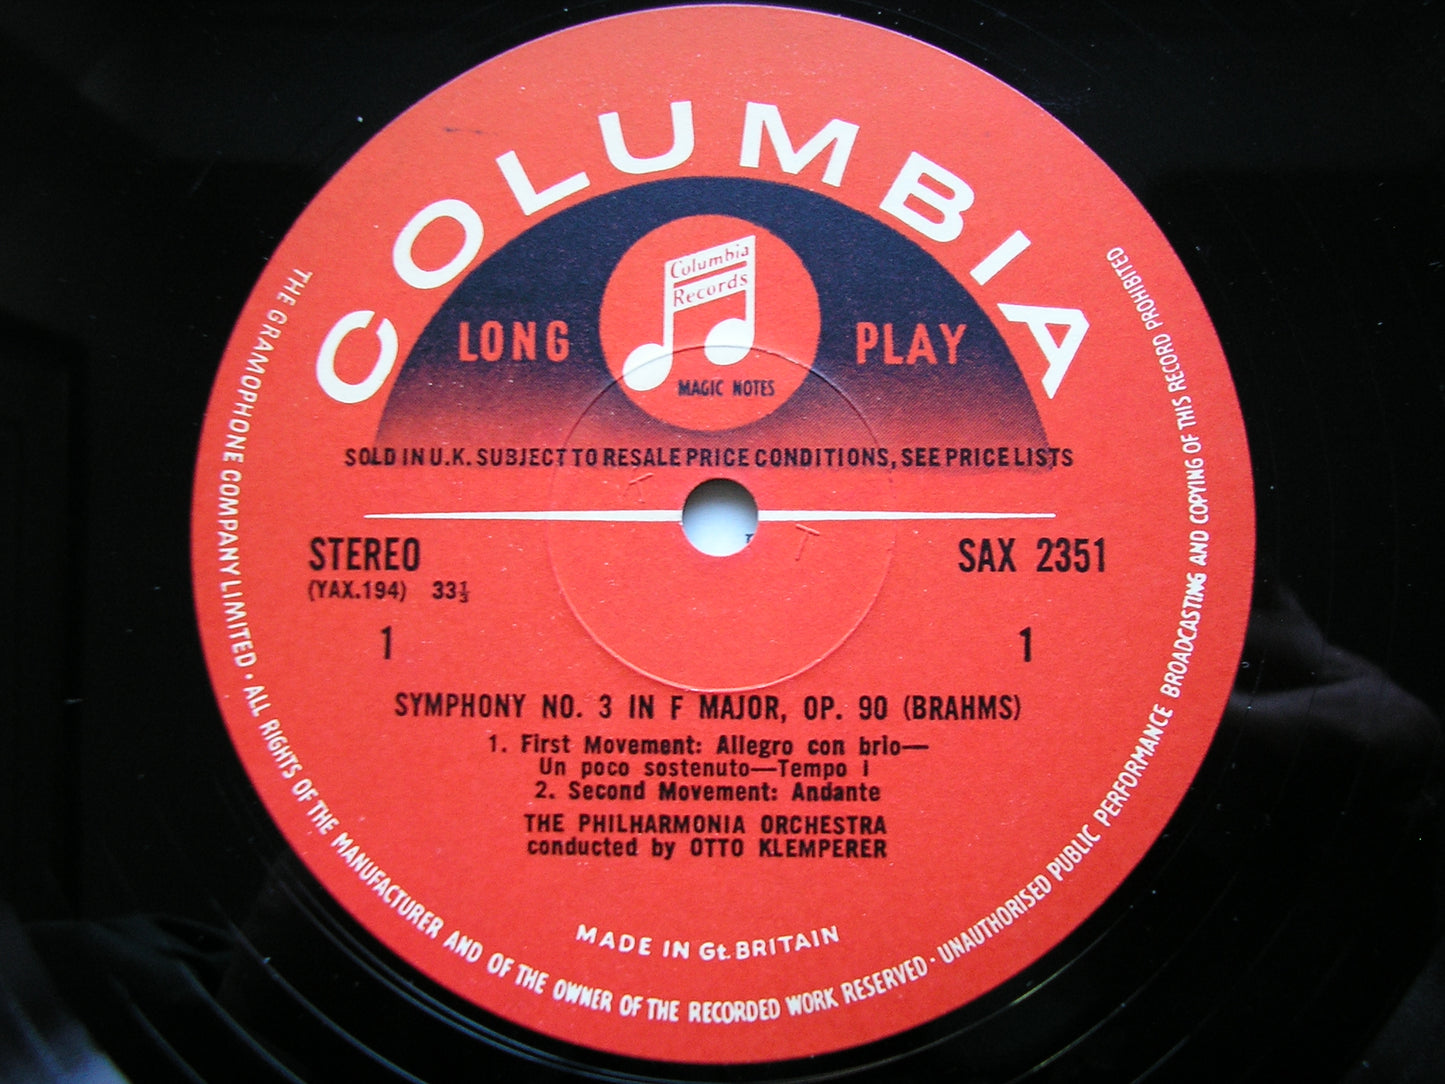 COLUMBIA
Columbia
Records
LONG PLAY
MAGIC NOTES
SOLD IN U.K. SUBJECT TO RESALE PRICE CONDITIONS, SEE PRICE LISTS
K T
STEREO SAX 2351
(YAX.194) 33⅓
1 1
SYMPHONY NO. 3 IN F MAJOR, OP. 90 (BRAHMS)
1. First Movement: Allegro con brio—
Un poco sostenuto—Tempo I
2. Second Movement: Andante
THE PHILHARMONIA ORCHESTRA
conducted by OTTO KLEMPERER
MADE IN Gt. BRITAIN
THE GRAMOPHONE COMPANY LIMITED · ALL RIGHTS OF THE MANUFACTURER AND OF THE OWNER OF THE RECORDED WORK RESERVED · UNAUTHORISED PUBLIC PERFORMANCE BROADCASTING AND COPYING OF THIS RECORD PROHIBITED